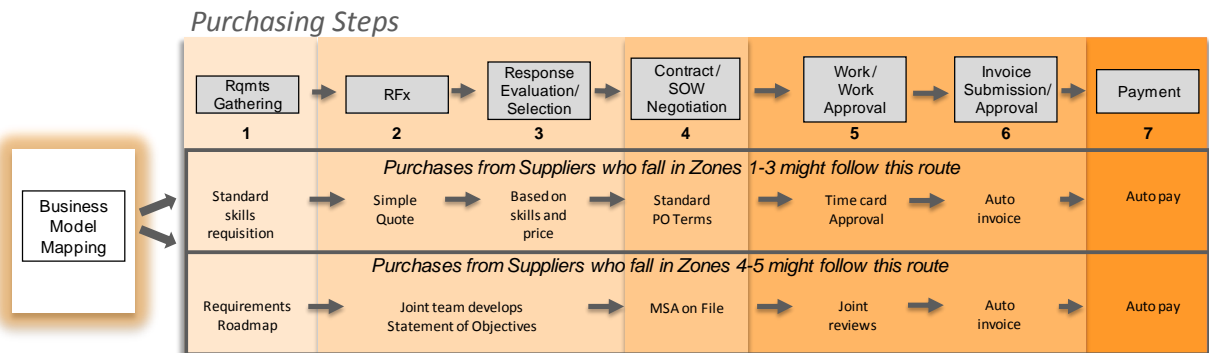 Purchasing Steps
Rqmts
Gathering
RFx
Response
Evaluation/
Selection
Contract/
SOW
Negotiation
Work/
Work
Approval
Invoice
Submission/
Approval
Payment
1
2
3
4
5
6
7
Business
Model
Mapping
Purchases from Suppliers who fall in Zones 1-3 might follow this route
Standard
skills
requisition
Simple
Quote
Based on
skills and
price
Standard
PO Terms
Time card
Approval
Auto
invoice
Auto pay
Purchases from Suppliers who fall in Zones 4-5 might follow this route
Requirements
Roadmap
Joint team develops
Statement of Objectives
MSA on File
Joint
reviews
Auto
invoice
Auto pay